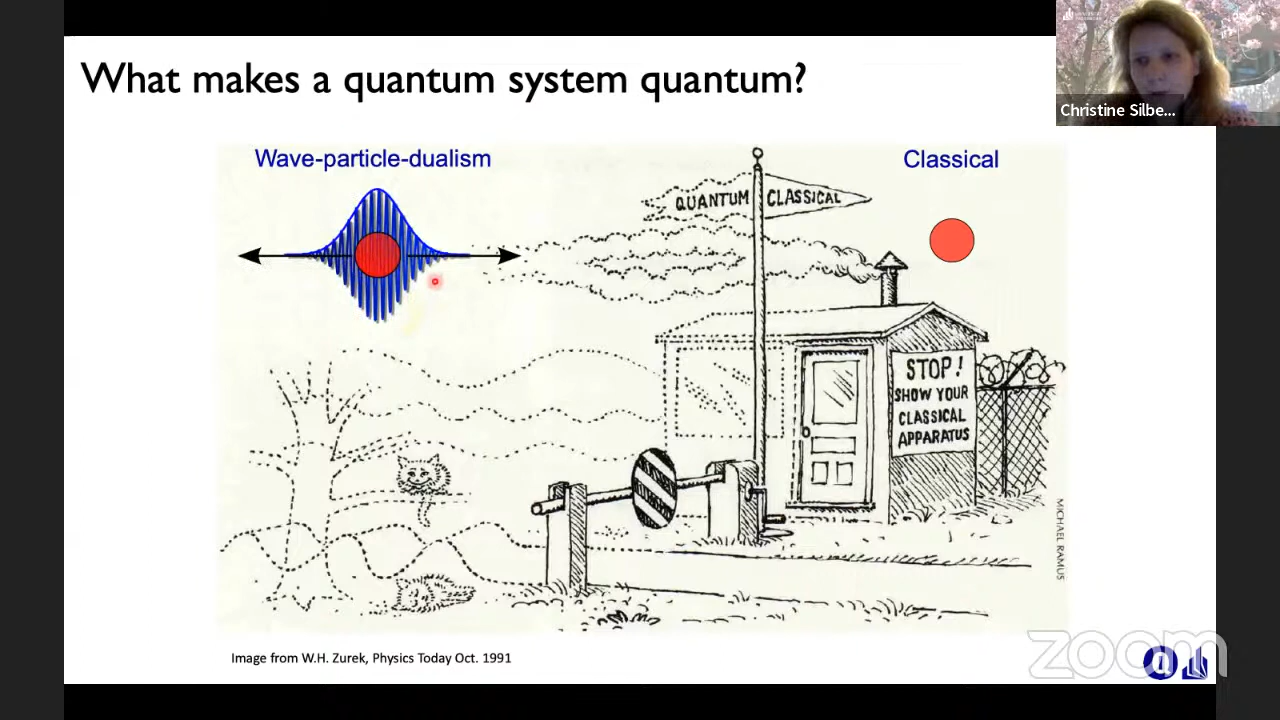 What makes a quantum system quantum?
Christine Silbe...
Wave-particle-dualism
Classical
QUANTUM CLASSICAL
STOP!
SHOW YOUR
CLASSICAL
APPARATUS
MICHAEL RAMUS
Image from W.H. Zurek, Physics Today Oct. 1991
zoom